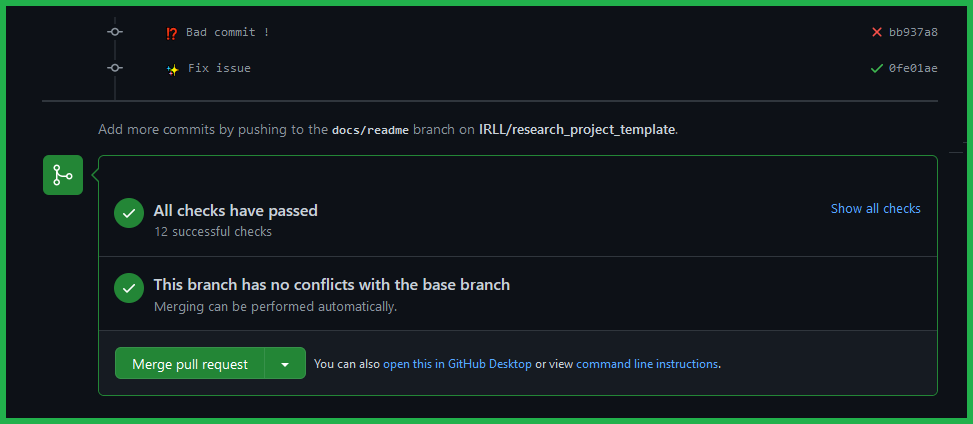 ⁉ Bad commit ! bb937a8
✨ Fix issue 0fe01ae
Add more commits by pushing to the docs/readme branch on IRLL/research_project_template.
All checks have passed Show all checks
12 successful checks
This branch has no conflicts with the base branch
Merging can be performed automatically.
Merge pull request You can also open this in GitHub Desktop or view command line instructions.